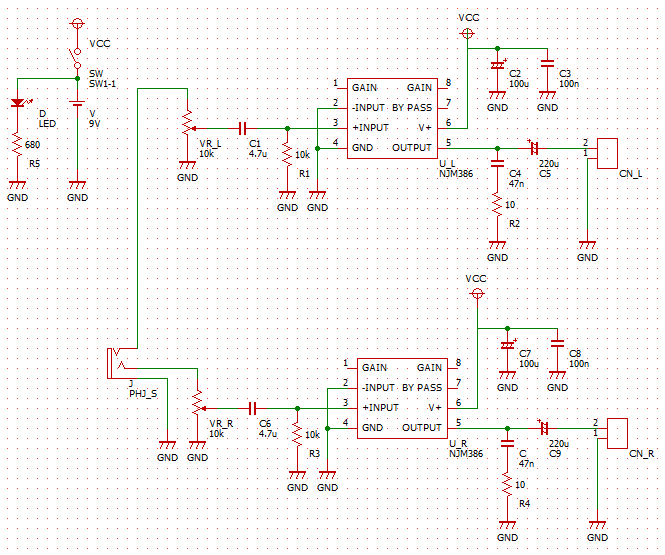 VCC
SW
SW1-1
D
LED
V
9V
680
R5
GND
GND
VCC
C2
100u
C3
100n
GND
GND
1
GAIN
GAIN
8
2
-INPUT
BY PASS
7
3
+INPUT
V+
6
4
GND
OUTPUT
5
U_L
NJM386
VR_L
10k
GND
C1
4.7u
10k
R1
GND
GND
C4
47n
220u
C5
10
R2
GND
2
1
CN_L
GND
VCC
C7
100u
C8
100n
GND
GND
J
PHJ_S
GND
VR_R
10k
GND
C6
4.7u
10k
R3
GND
GND
1
GAIN
GAIN
8
2
-INPUT
BY PASS
7
3
+INPUT
V+
6
4
GND
OUTPUT
5
U_R
NJM386
C
47n
220u
C9
10
R4
GND
2
1
CN_R
GND